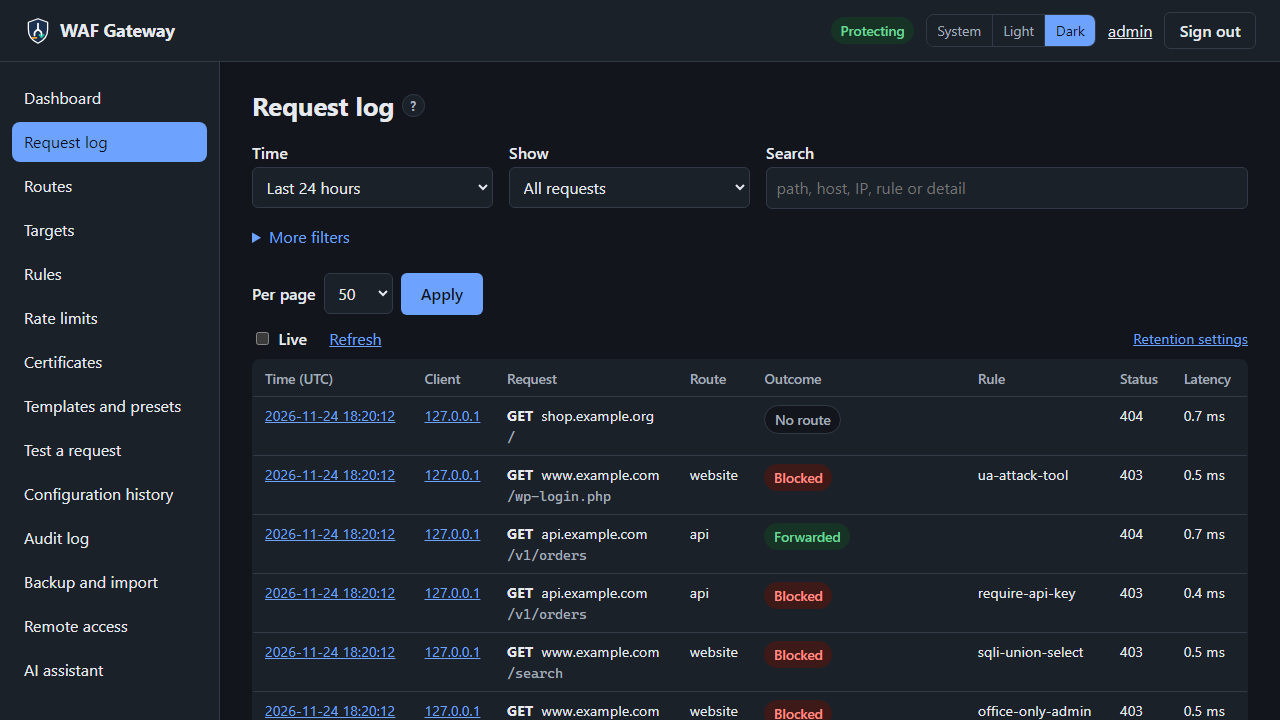 WAF Gateway
Protecting
System Light Dark
admin
Sign out
Dashboard
Request log
Routes
Targets
Rules
Rate limits
Certificates
Templates and presets
Test a request
Configuration history
Audit log
Backup and import
Remote access
AI assistant
Request log ?
Time Show Search
Last 24 hours All requests path, host, IP, rule or detail
More filters
Per page 50 Apply
Live Refresh Retention settings
Time (UTC) Client Request Route Outcome Rule Status Latency
2026-11-24 18:20:12 127.0.0.1 GET shop.example.org No route 404 0.7 ms
/
2026-11-24 18:20:12 127.0.0.1 GET www.example.com website Blocked ua-attack-tool 403 0.5 ms
/wp-login.php
2026-11-24 18:20:12 127.0.0.1 GET api.example.com api Forwarded 404 0.7 ms
/v1/orders
2026-11-24 18:20:12 127.0.0.1 GET api.example.com api Blocked require-api-key 403 0.4 ms
/v1/orders
2026-11-24 18:20:12 127.0.0.1 GET www.example.com website Blocked sqli-union-select 403 0.5 ms
/search
2026-11-24 18:20:12 127.0.0.1 GET www.example.com website Blocked office-only-admin 403 0.5 ms